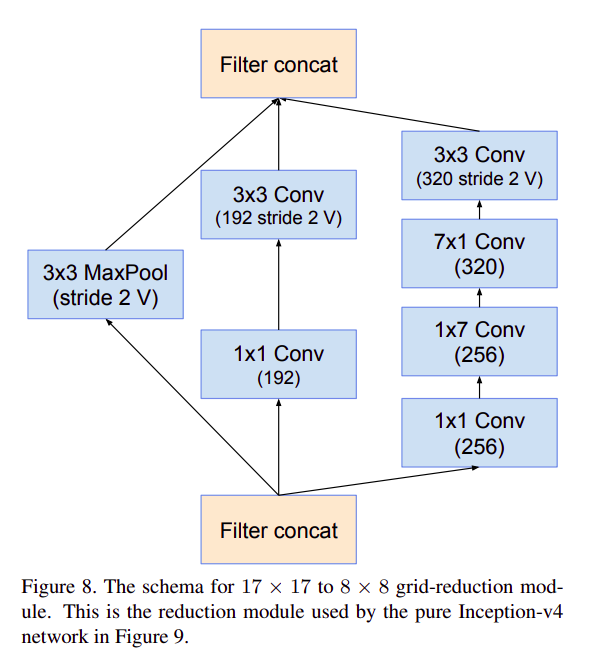 Filter concat
3x3 Conv
(320 stride 2 V)
3x3 Conv
(192 stride 2 V)
7x1 Conv
(320)
3x3 MaxPool
(stride 2 V)
1x7 Conv
(256)
1x1 Conv
(192)
1x1 Conv
(256)
Filter concat
Figure 8. The schema for 17 × 17 to 8 × 8 grid-reduction mod-
ule. This is the reduction module used by the pure Inception-v4
network in Figure 9.